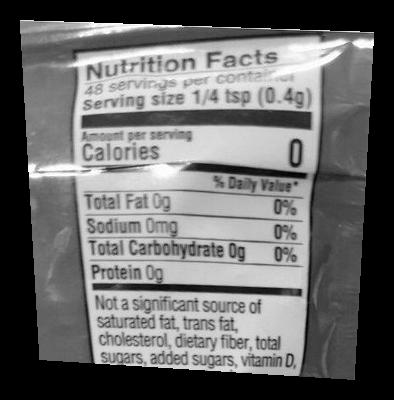 Nutrition Facts
48 servings per container
Serving size 1/4 tsp (0.4g)
Amount per serving
Calories 0
% Daily Value*
Total Fat 0g 0%
Sodium 0mg 0%
Total Carbohydrate 0g 0%
Protein 0g
Not a significant source of
saturated fat, trans fat,
cholesterol, dietary fiber, total
sugars, added sugars, vitamin D,